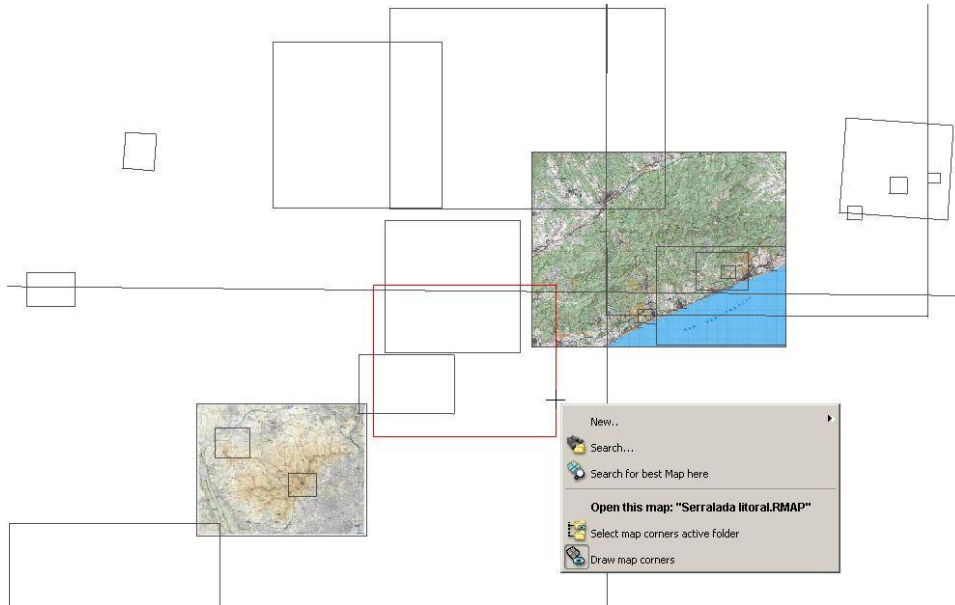 New..
Search...
Search for best Map here
Open this map: "Serralada litoral.RMAP"
Select map corners active folder
Draw map corners